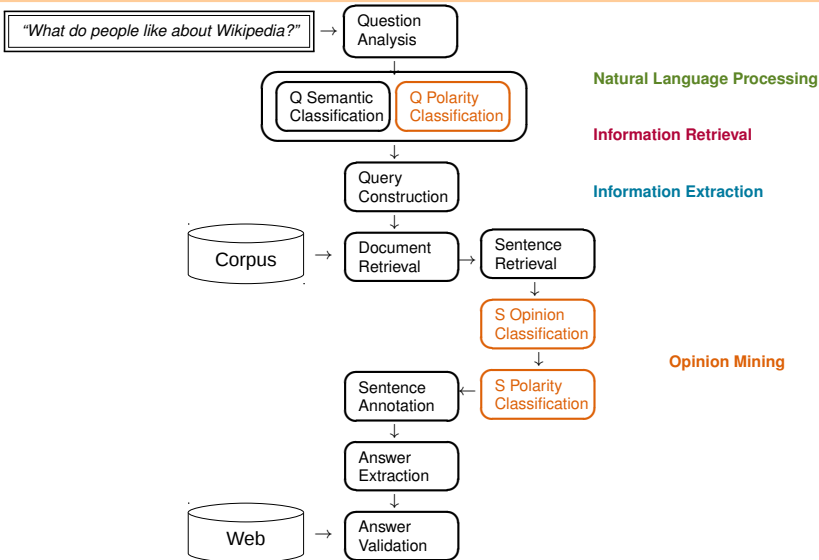 “What do people like about Wikipedia?”
Question
Analysis
Natural Language Processing
Q Semantic
Classification
Q Polarity
Classification
Information Retrieval
Query
Construction
Information Extraction
Corpus
Document
Retrieval
Sentence
Retrieval
S Opinion
Classification
Opinion Mining
Sentence
Annotation
S Polarity
Classification
Answer
Extraction
Web
Answer
Validation